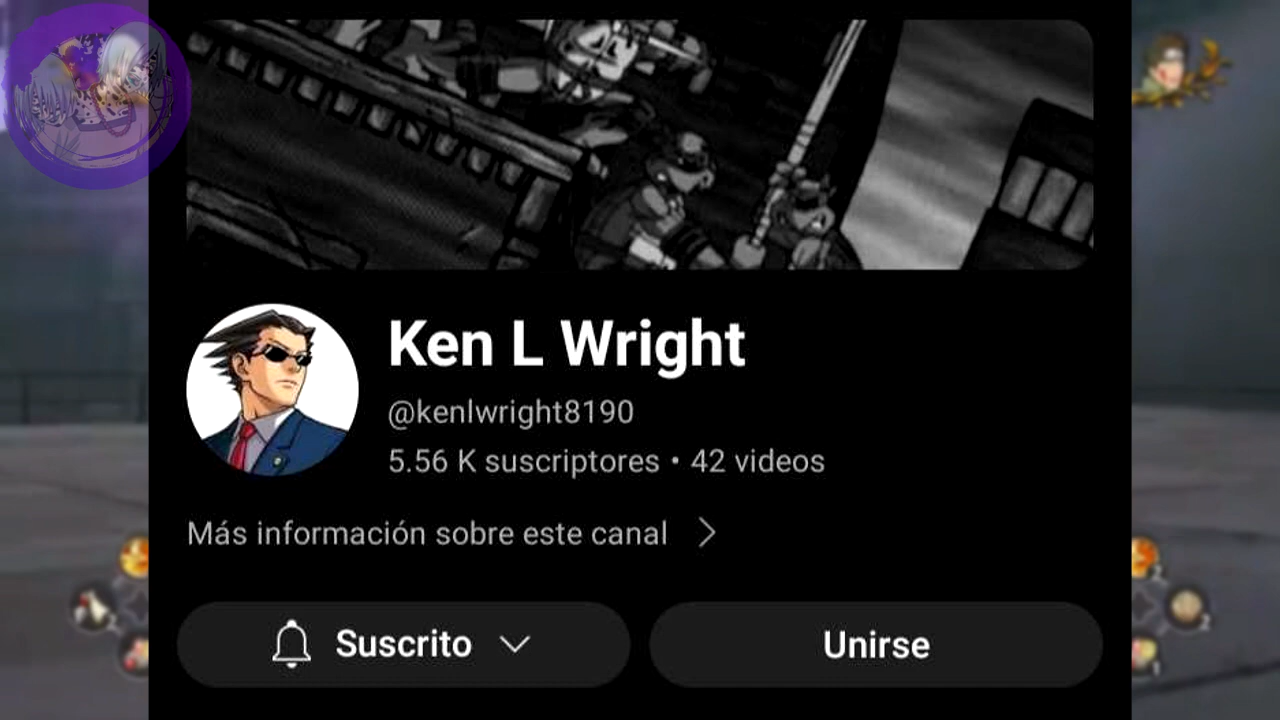 Ken L Wright
@kenlwright8190
5.56 K suscriptores • 42 videos
Más información sobre este canal
Suscrito
Unirse